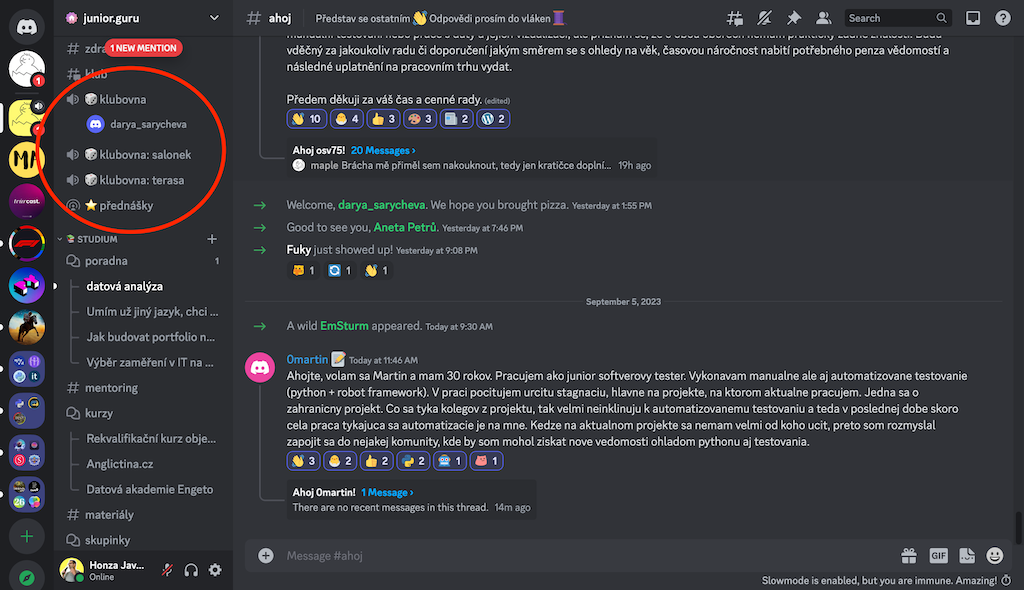 junior.guru
# ahoj
Představ se ostatním 👋 Odpovědi prosím do vláken 🧵
Search
1 NEW MENTION
# zdra
klub
klubovna
darya_sarycheva
klubovna: salonek
klubovna: terasa
⭐ přednášky
STUDIUM
poradna
1
datová analýza
Umím už jiný jazyk, chci ...
Jak budovat portfolio n...
Výběr zaměření v IT na ...
# mentoring
kurzy
Rekvalifikační kurz obje...
Anglictina.cz
Datová akademie Engeto
# materiály
skupinky
Honza Jav...
Online
vděčný za jakoukoliv radu či doporučení jakým směrem se s ohledy na věk, časovou náročnost nabití potřebného penza vědomostí a
následné uplatnění na pracovním trhu vydat.
Předem děkuji za váš čas a cenné rady. (edited)
10 4 3 3 2 2
Ahoj osv75! 20 Messages ›
maple Brácha mě přiměl sem nakouknout, tedy jen kratičce doplní... 19h ago
Welcome, darya_sarycheva. We hope you brought pizza. Yesterday at 1:55 PM
Good to see you, Aneta Petrů. Yesterday at 7:46 PM
Fuky just showed up! Yesterday at 9:08 PM
1 1 1
September 5, 2023
A wild EmSturm appeared. Today at 9:30 AM
0martin 📝 Today at 11:46 AM
Ahojte, volam sa Martin a mam 30 rokov. Pracujem ako junior softverovy tester. Vykonavam manualne ale aj automatizovane testovanie
(python + robot framework). V praci pocitujem urcitu stagnaciu, hlavne na projekte, na ktorom aktualne pracujem. Jedna sa o
zahranicny projekt. Co sa tyka kolegov z projektu, tak velmi neinklinuju k automatizovanemu testovaniu a teda v poslednej dobe skoro
cela praca tykajuca sa automatizacie je na mne. Kedze na aktualnom projekte sa nemam velmi od koho ucit, preto som rozmyslal
zapojit sa do nejakej komunity, kde by som mohol ziskat nove vedomosti ohladom pythonu aj testovania.
3 2 2 2 1 1
Ahoj 0martin! 1 Message ›
There are no recent messages in this thread. 14m ago
Message #ahoj
GIF
Slowmode is enabled, but you are immune. Amazing!